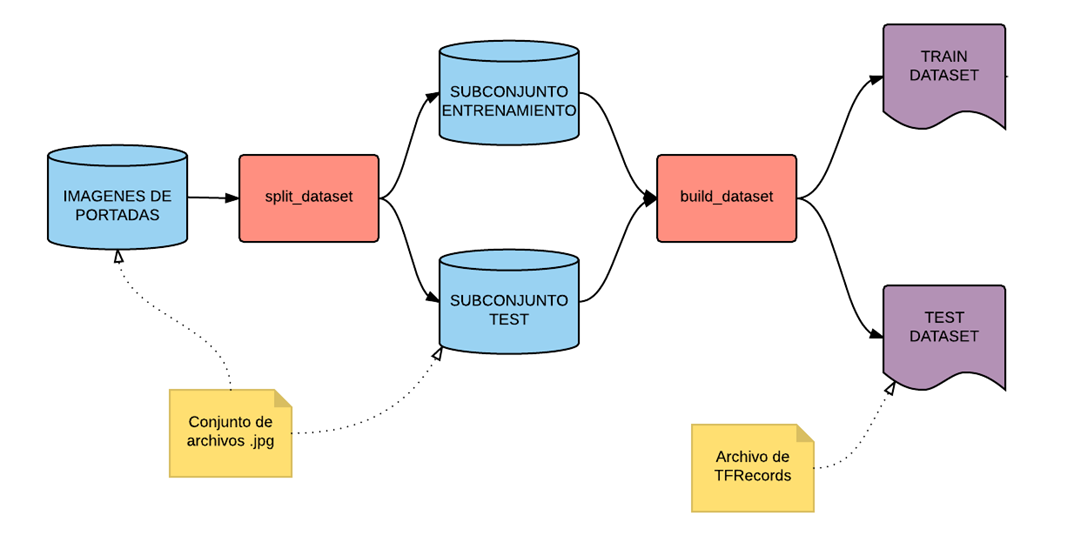 TRAIN
DATASET
SUBCONJUNTO
ENTRENAMIENTO
IMAGENES DE
PORTADAS
split_dataset
build_dataset
SUBCONJUNTO
TEST
TEST
DATASET
Conjunto de
archivos .jpg
Archivo de
TFRecords